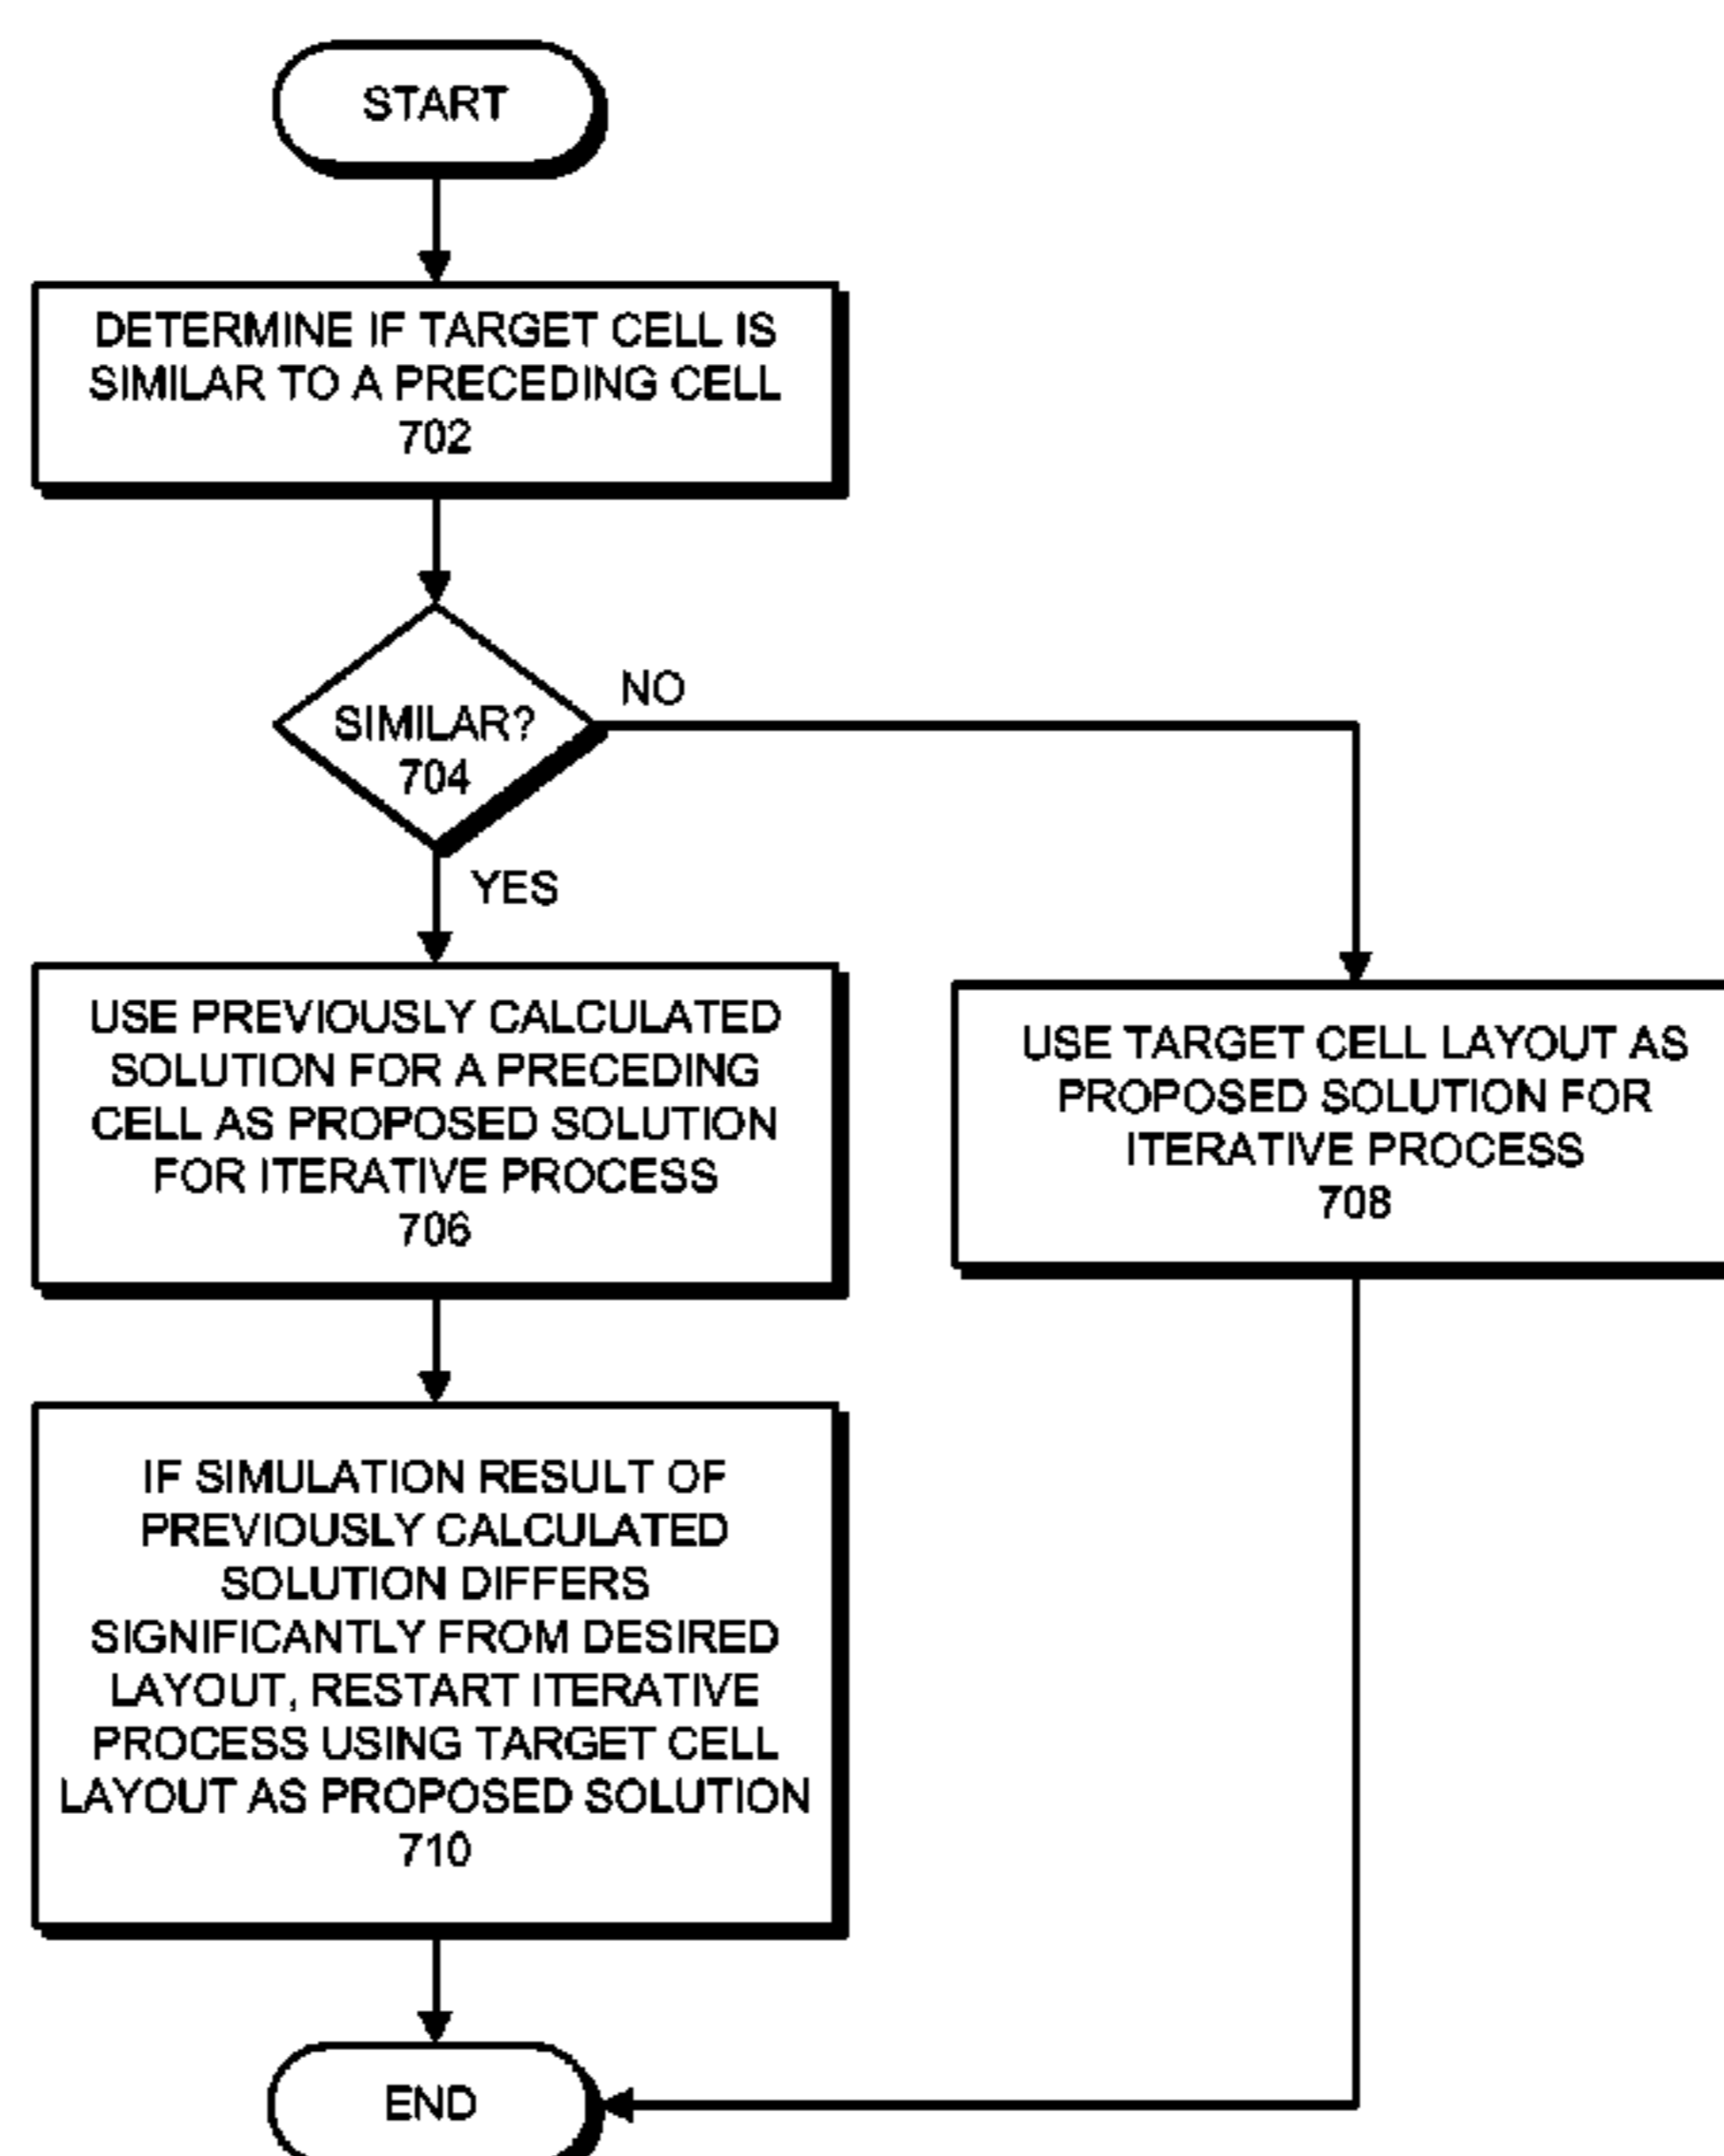 START
DETERMINE IF TARGET CELL IS
SIMILAR TO A PRECEDING CELL
702
SIMILAR?
704
NO
YES
USE PREVIOUSLY CALCULATED
SOLUTION FOR A PRECEDING
CELL AS PROPOSED SOLUTION
FOR ITERATIVE PROCESS
706
USE TARGET CELL LAYOUT AS
PROPOSED SOLUTION FOR
ITERATIVE PROCESS
708
IF SIMULATION RESULT OF
PREVIOUSLY CALCULATED
SOLUTION DIFFERS
SIGNIFICANTLY FROM DESIRED
LAYOUT, RESTART ITERATIVE
PROCESS USING TARGET CELL
LAYOUT AS PROPOSED SOLUTION
710
END